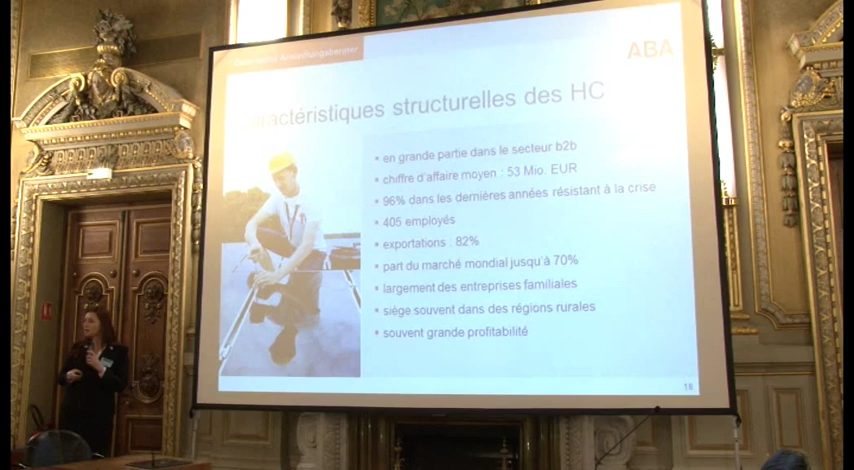 ABA
Caractéristiques structurelles des HC
▪ en grande partie dans le secteur b2b
▪ chiffre d'affaire moyen : 53 Mio. EUR
▪ 96% dans les dernières années résistant à la crise
▪ 405 employés
▪ exportations : 82%
▪ part du marché mondial jusqu'à 70%
▪ largement des entreprises familiales
▪ siège souvent dans des régions rurales
▪ souvent grande profitabilité
18